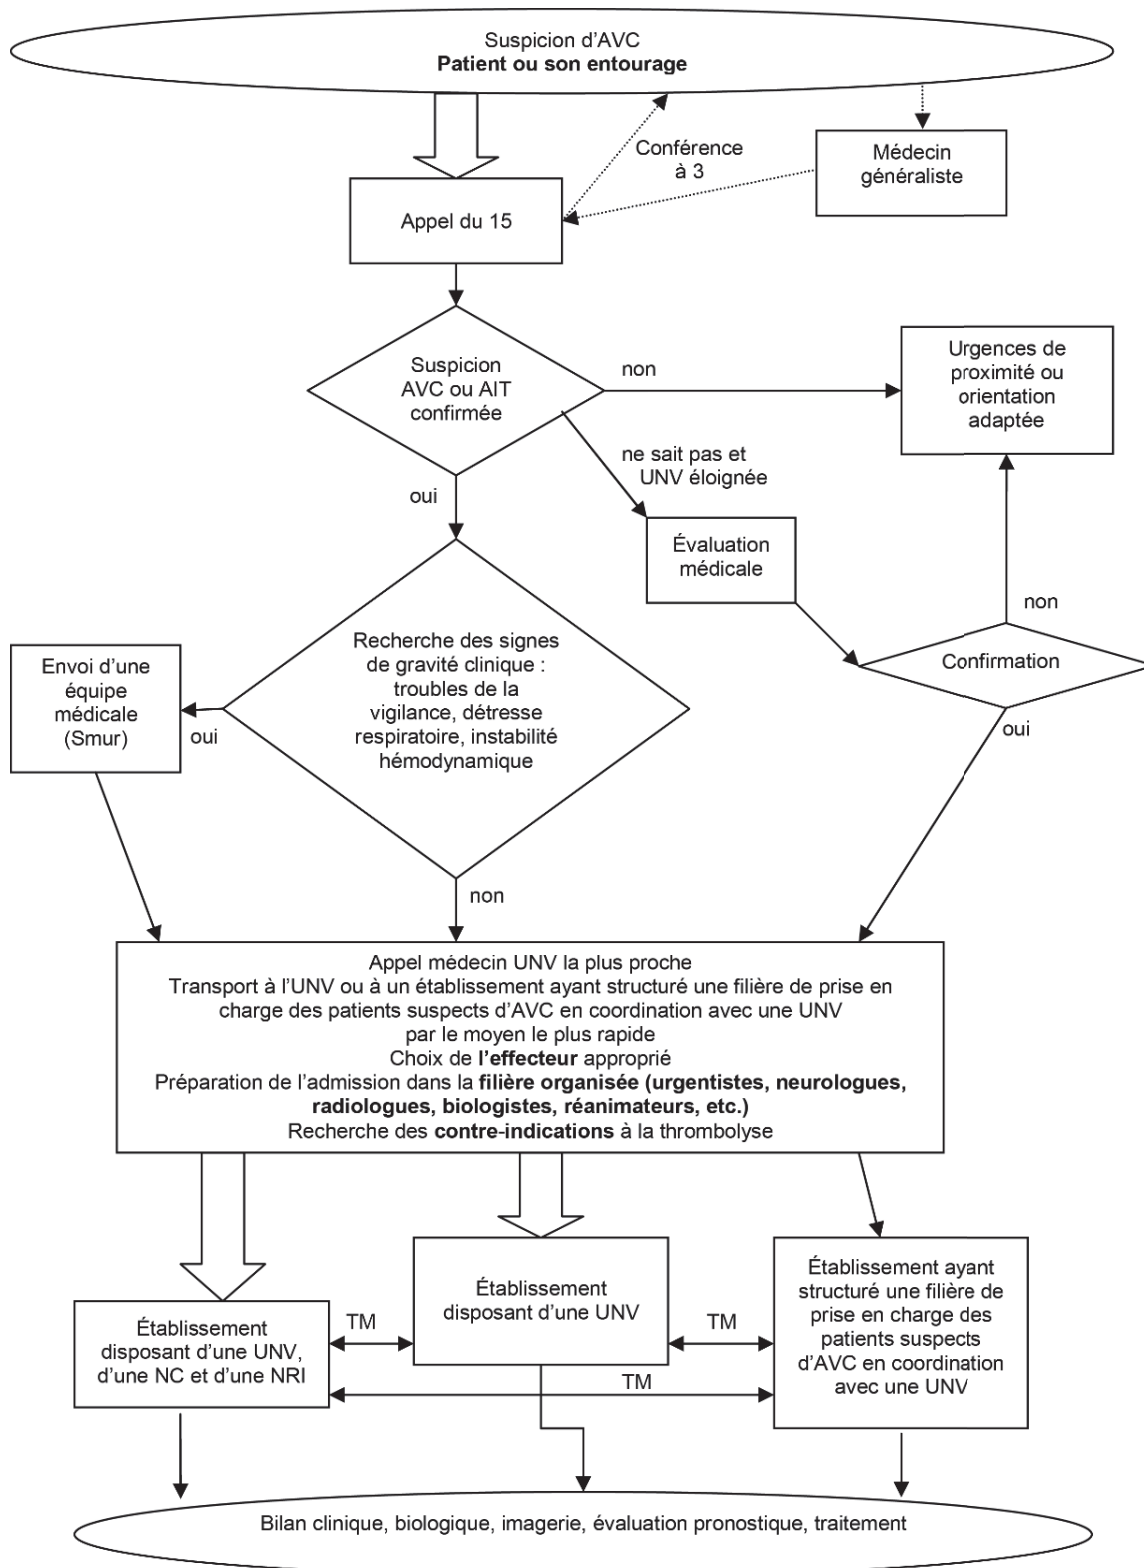 Suspicion d'AVC
Patient ou son entourage
Conférence
à 3
Médecin
généraliste
Appel du 15
Suspicion
AVC ou AIT
confirmée
non
Urgences de
proximité ou
orientation
adaptée
ne sait pas et
UNV éloignée
oui
Évaluation
médicale
non
Confirmation
oui
Recherche des signes
de gravité clinique :
troubles de la
vigilance, détresse
respiratoire, instabilité
hémodynamique
Envoi d'une
équipe
médicale
(Smur)
oui
non
Appel médecin UNV la plus proche
Transport à l'UNV ou à un établissement ayant structuré une filière de prise en
charge des patients suspects d'AVC en coordination avec une UNV
par le moyen le plus rapide
Choix de l'effecteur approprié
Préparation de l'admission dans la filière organisée (urgentistes, neurologues,
radiologues, biologistes, réanimateurs, etc.)
Recherche des contre-indications à la thrombolyse
Établissement
disposant d'une UNV,
d'une NC et d'une NRI
TM
Établissement
disposant d'une UNV
TM
Établissement ayant
structuré une filière de
prise en charge des
patients suspects
d'AVC en coordination
avec une UNV
TM
Bilan clinique, biologique, imagerie, évaluation pronostique, traitement